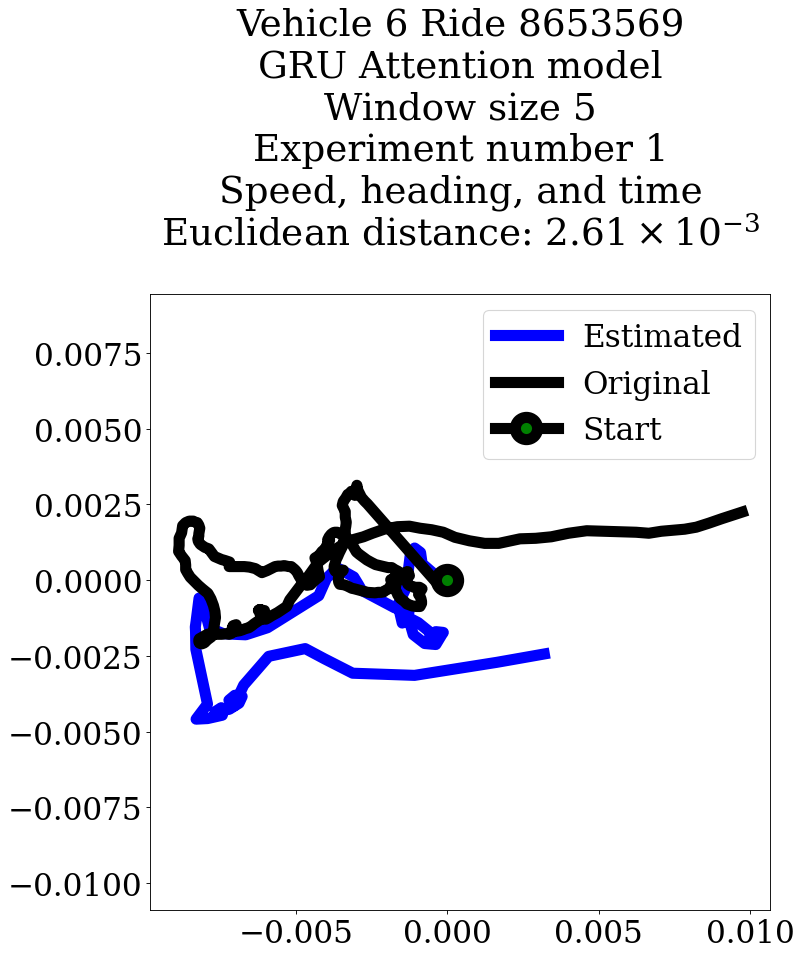 Vehicle 6 Ride 8653569
GRU Attention model
Window size 5
Experiment number 1
Speed, heading, and time
Euclidean distance: 2.61 × 10⁻³
Estimated
Original
Start
0.0075
0.0050
0.0025
0.0000
−0.0025
−0.0050
−0.0075
−0.0100
−0.005 0.000 0.005 0.010